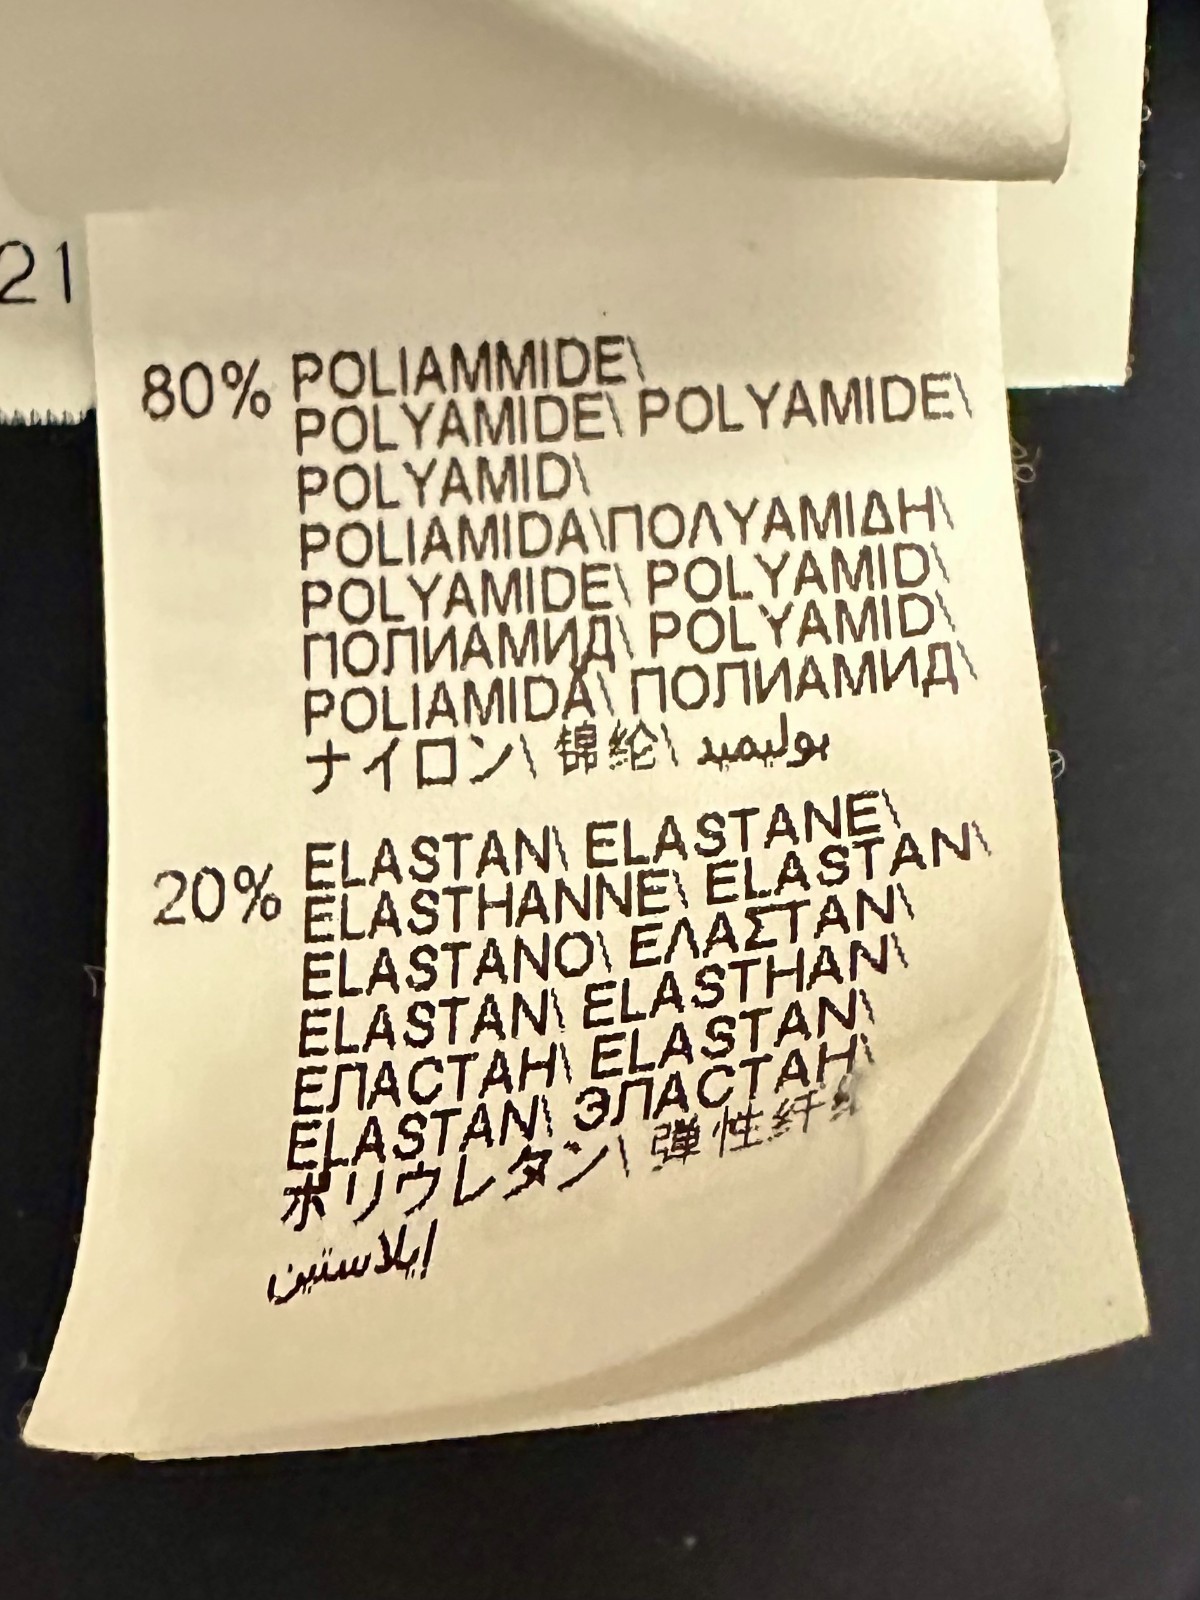 21
80% POLIAMMIDE\
POLYAMIDE\ POLYAMIDE\
POLYAMID\
POLIAMIDA\ΠΟΛΥΑΜΙΔΗ\
POLYAMIDE\ POLYAMID\
ПОЛИАМИД\ POLYAMID\
POLIAMIDĂ\ ПОЛИАМИД\
ナイロン\ 锦纶\ بوليميد
20% ELASTAN\ ELASTANE\
ELASTHANNE\ ELASTAN\
ELASTANO\ ΕΛΑΣΤΑΝ\
ELASTAN\ ELASTHAN\
ЕЛАСТАН\ ELASTAN\
ELASTAN\ ЭЛАСТАН\
ポリウレタン\ 弹性纤
إيلاستين